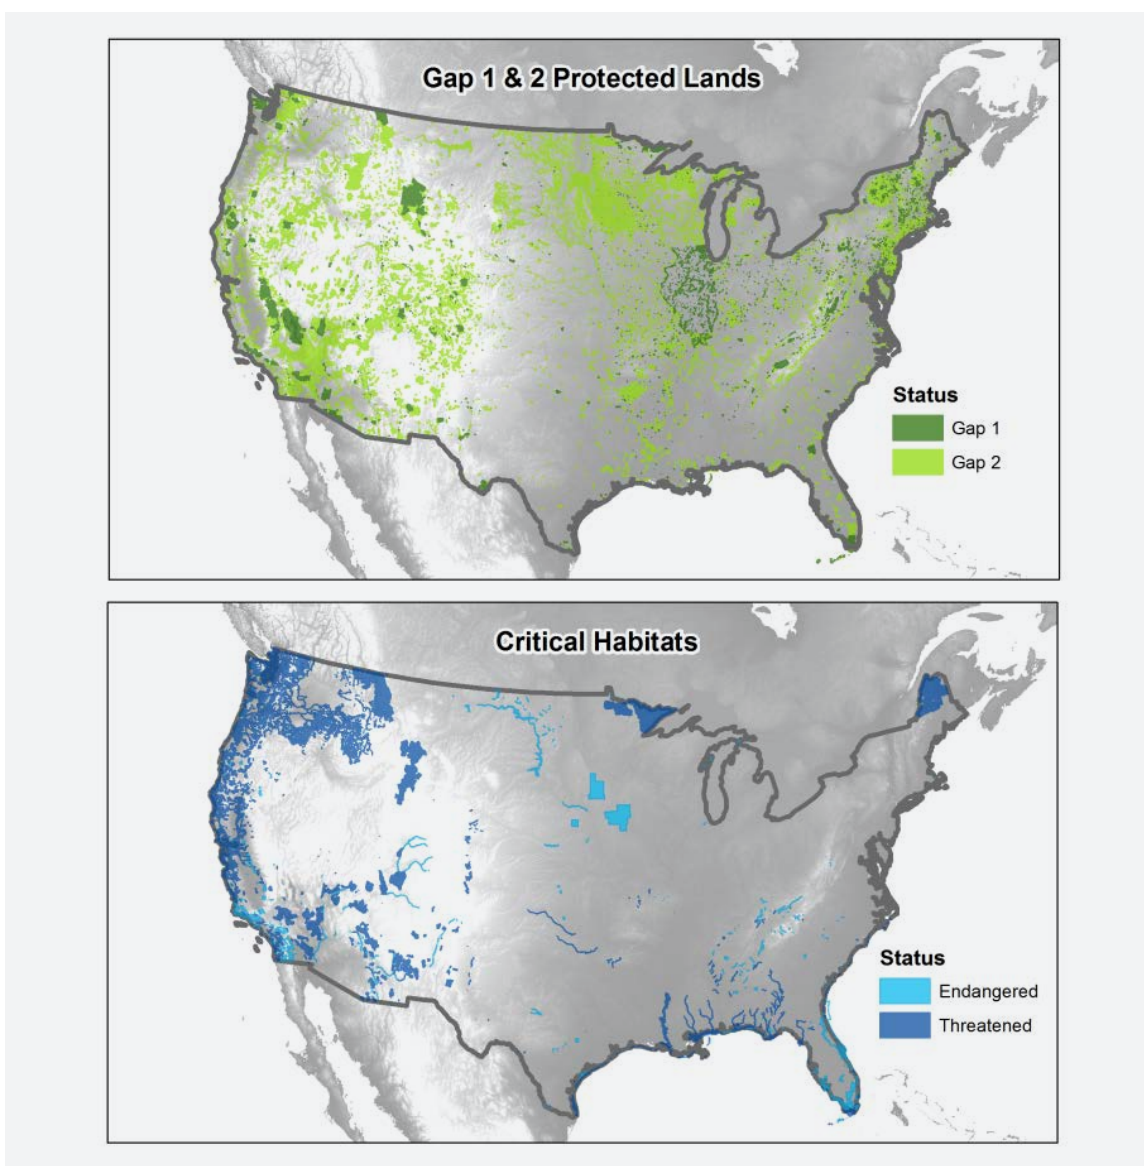 Gap 1 & 2 Protected Lands
Status
Gap 1
Gap 2
Critical Habitats
Status
Endangered
Threatened